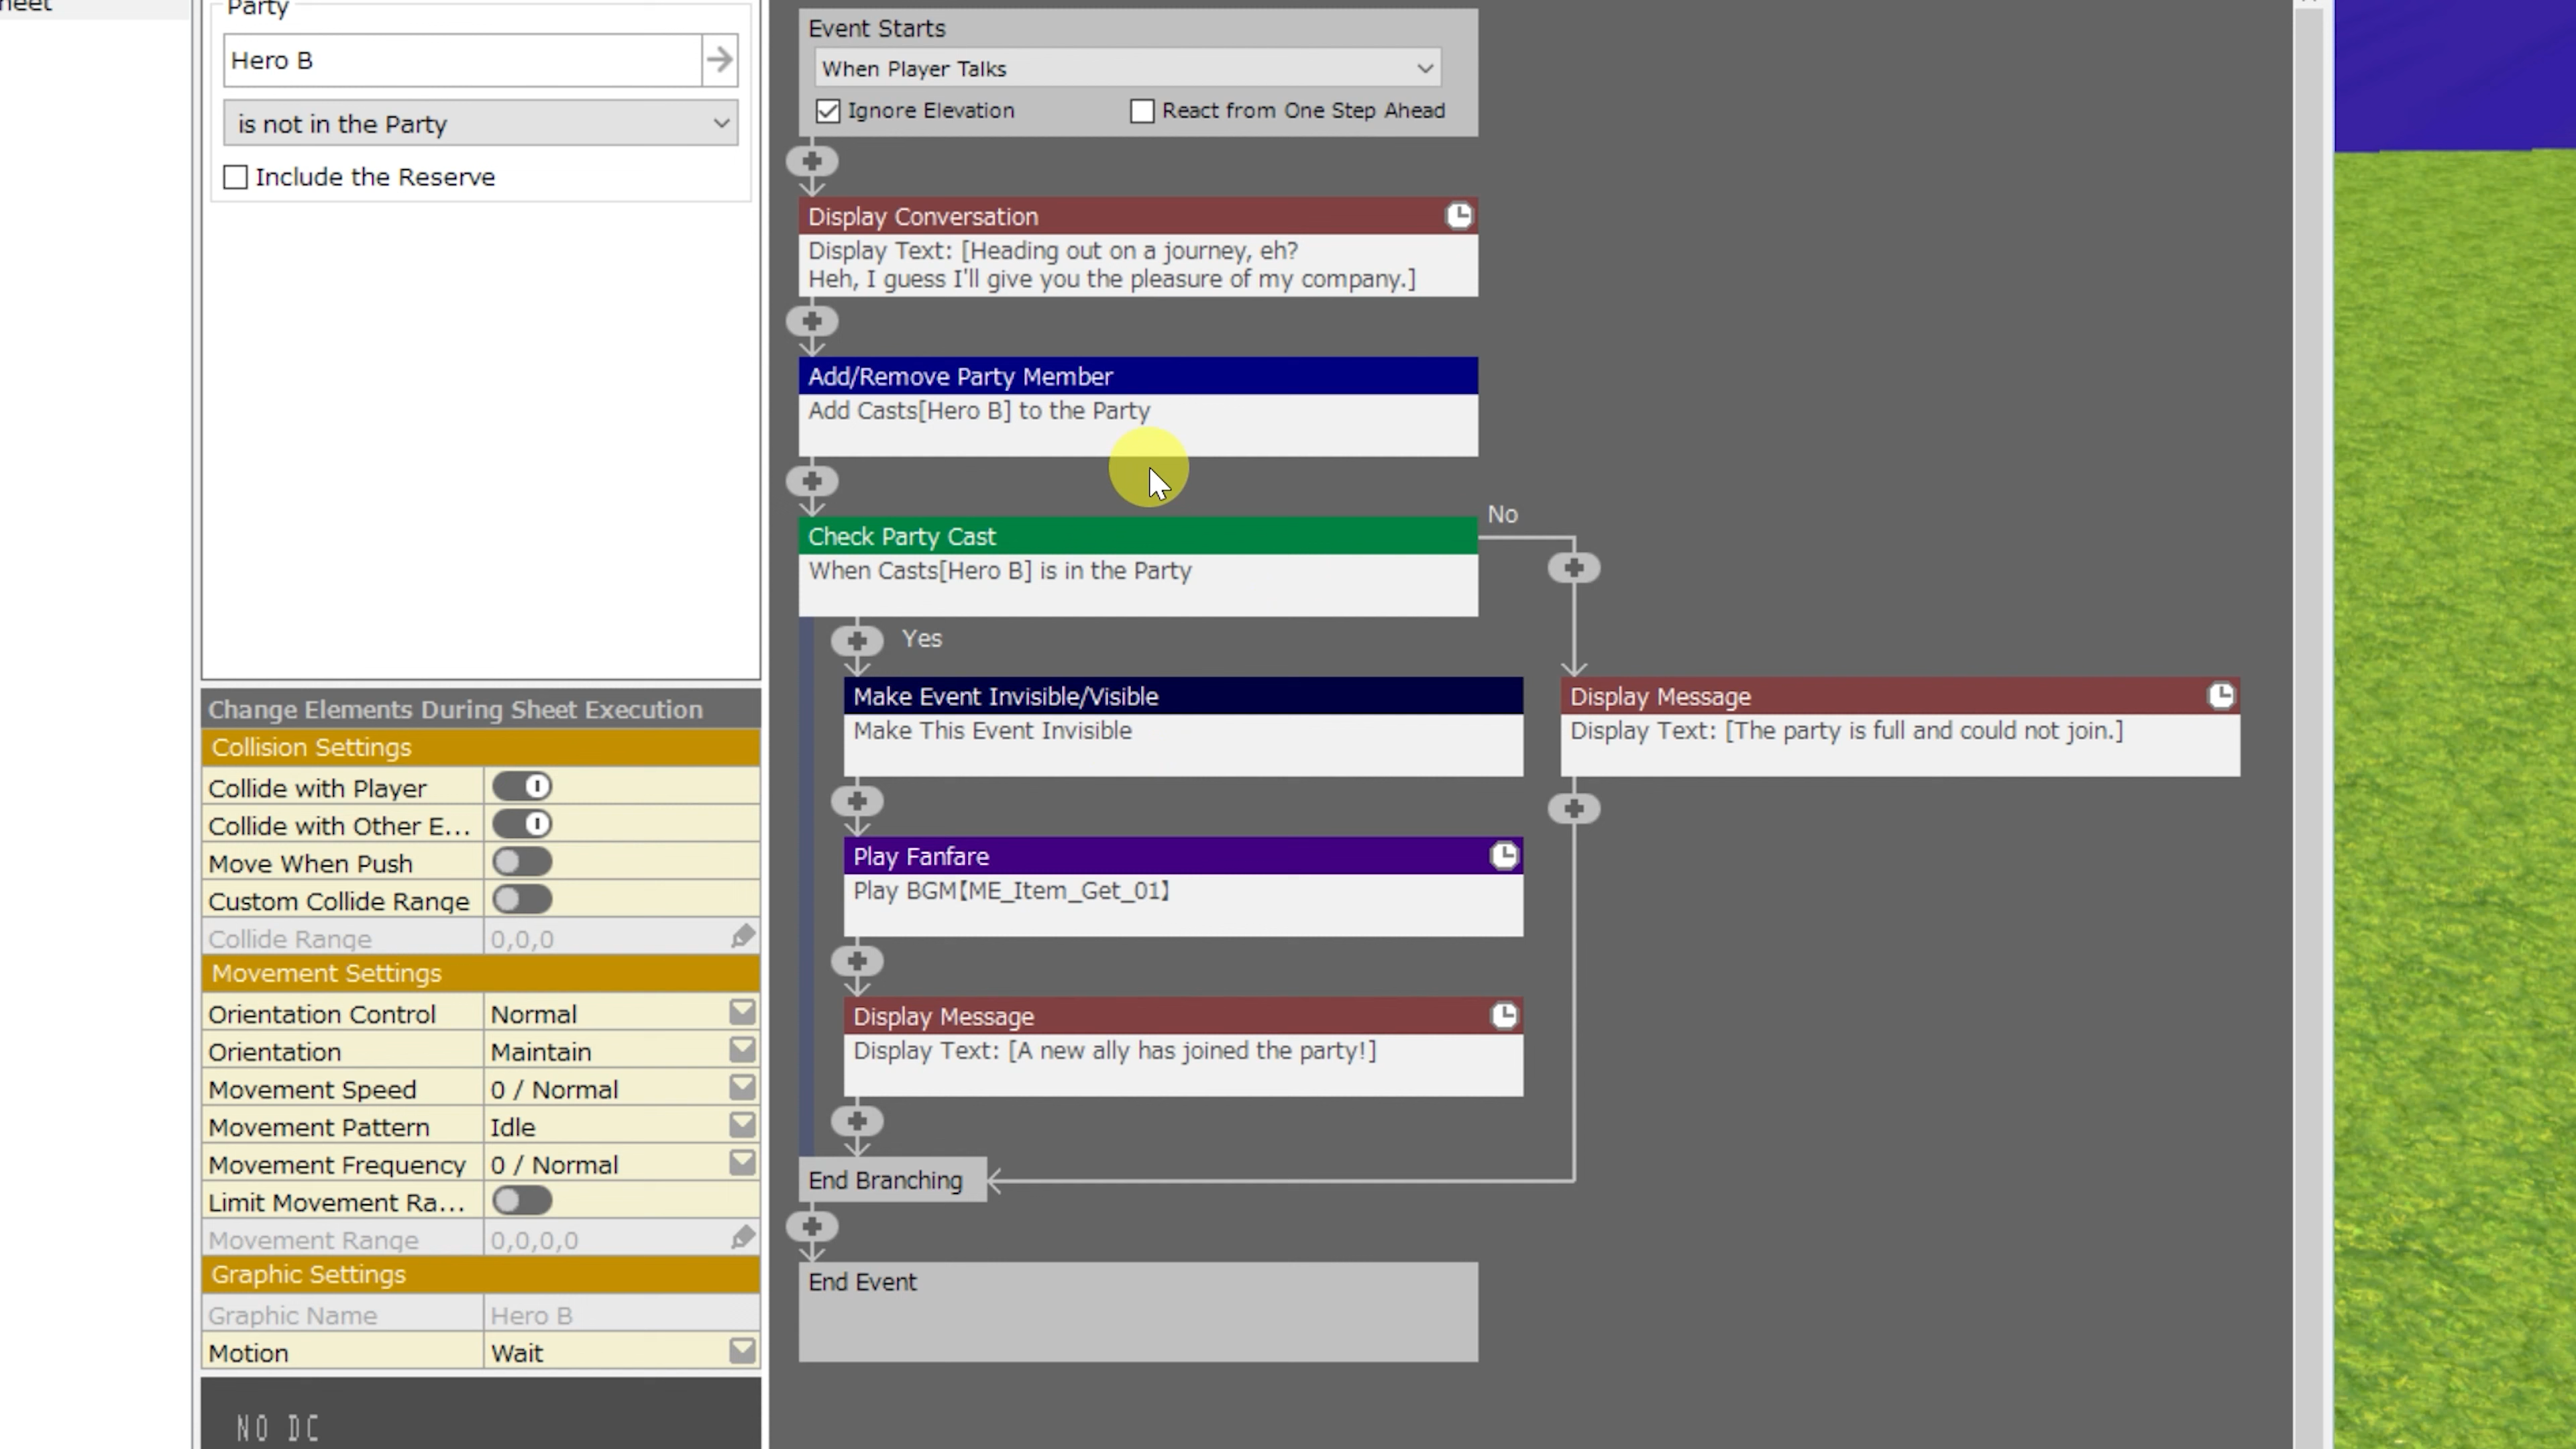 Party
Hero B
is not in the Party
Include the Reserve
Change Elements During Sheet Execution
Collision Settings
Collide with Player
Collide with Other E...
Move When Push
Custom Collide Range
Collide Range 0,0,0
Movement Settings
Orientation Control Normal
Orientation Maintain
Movement Speed 0 / Normal
Movement Pattern Idle
Movement Frequency 0 / Normal
Limit Movement Ra...
Movement Range 0,0,0,0
Graphic Settings
Graphic Name Hero B
Motion Wait
NO DC
Event Starts
When Player Talks
Ignore Elevation React from One Step Ahead
Display Conversation
Display Text: [Heading out on a journey, eh?
Heh, I guess I'll give you the pleasure of my company.]
Add/Remove Party Member
Add Casts[Hero B] to the Party
Check Party Cast
When Casts[Hero B] is in the Party
No
Yes
Make Event Invisible/Visible
Make This Event Invisible
Display Message
Display Text: [The party is full and could not join.]
Play Fanfare
Play BGM【ME_Item_Get_01】
Display Message
Display Text: [A new ally has joined the party!]
End Branching
End Event